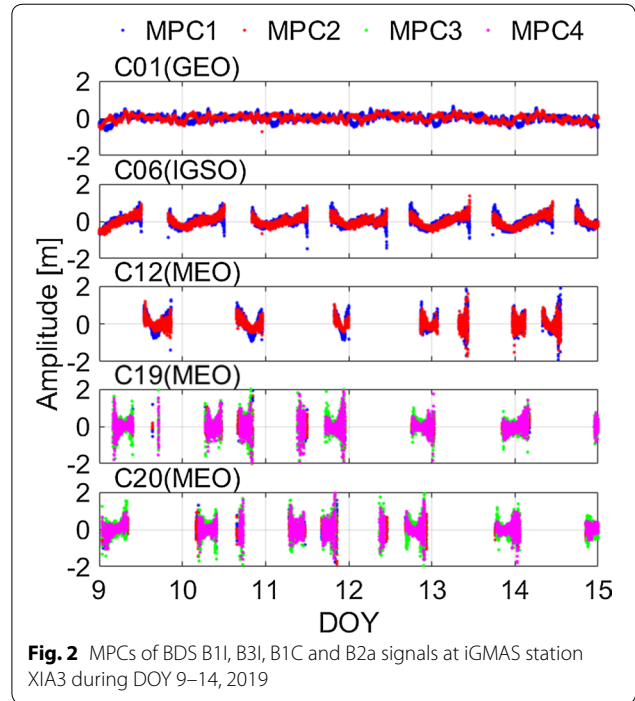 MPC1 MPC2 MPC3 MPC4
C01(GEO)
2
0
-2
C06(IGSO)
2
0
-2
C12(MEO)
2
0
-2
C19(MEO)
2
0
-2
C20(MEO)
2
0
-2
Amplitude [m]
9 10 11 12 13 14 15
DOY
Fig. 2 MPCs of BDS B1I, B3I, B1C and B2a signals at iGMAS station
XIA3 during DOY 9–14, 2019